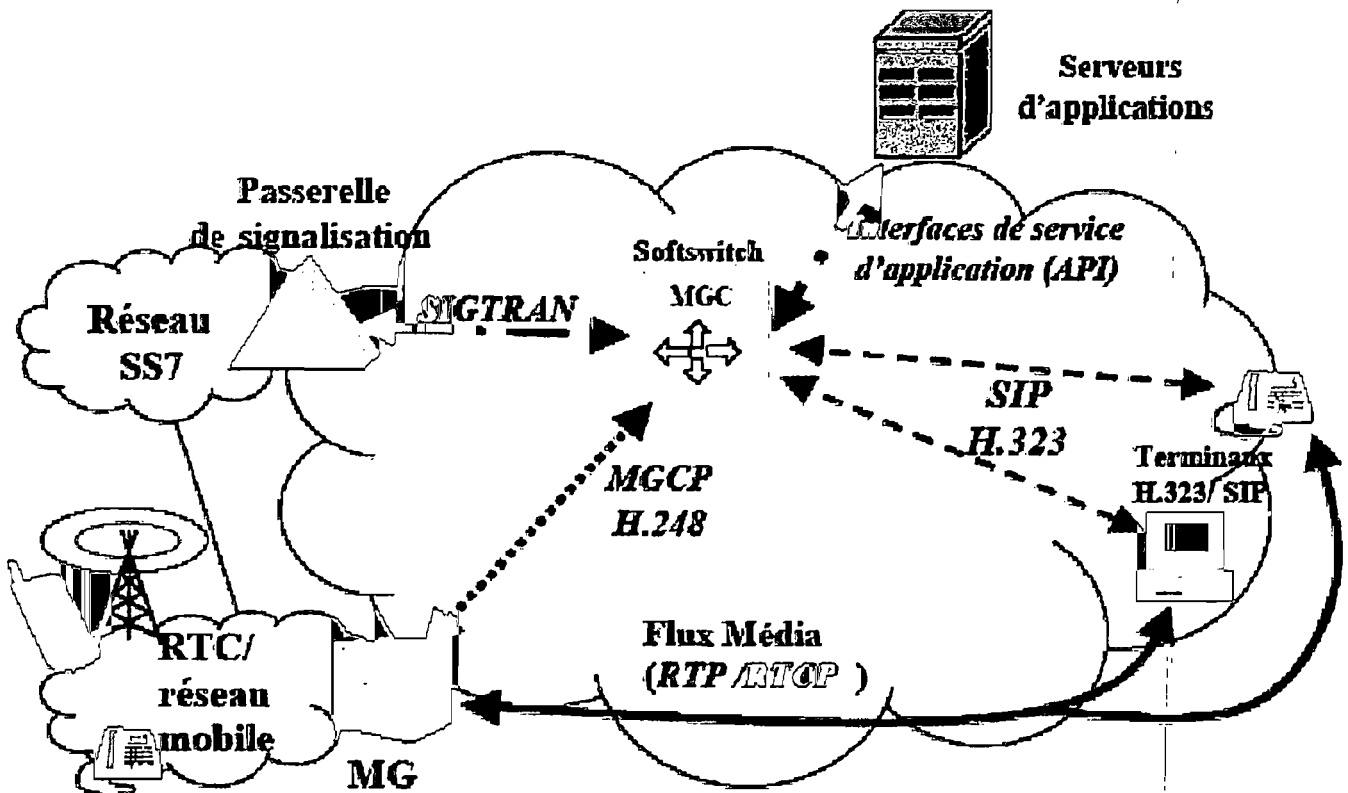 Serveurs
d'applications
Passerelle
de signalisation
Interfaces de service
d'application (API)
Softswitch
MGC
SIGTRAN
Réseau
SS7
SIP
H.323
MGCP
H.248
Terminaux
H.323/ SIP
Flux Média
(RTP /RTCP )
RTC/
réseau
mobile
MG